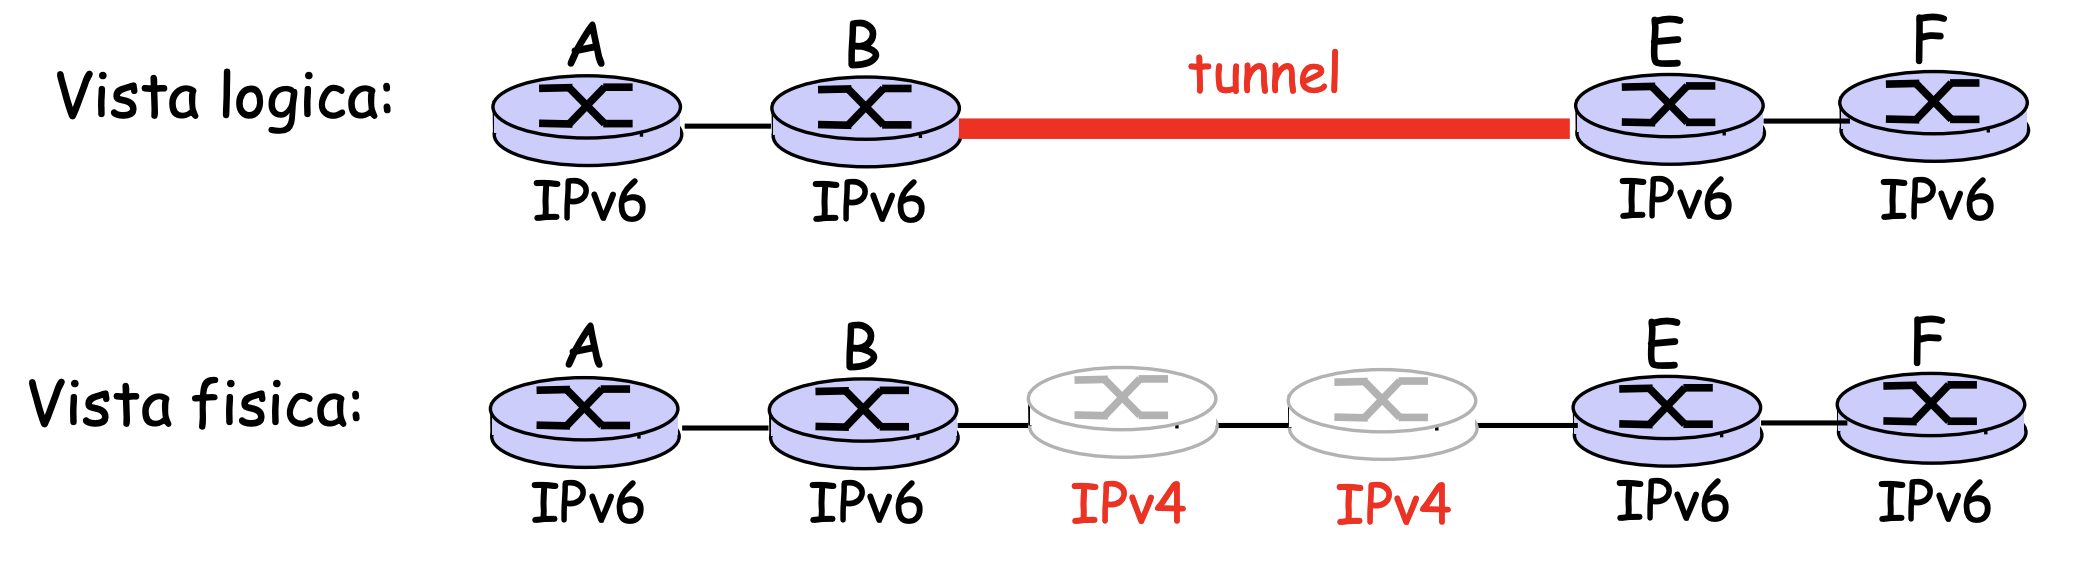 A B E F
Vista logica: tunnel
IPv6 IPv6 IPv6 IPv6
A B E F
Vista fisica:
IPv6 IPv6 IPv4 IPv4 IPv6 IPv6